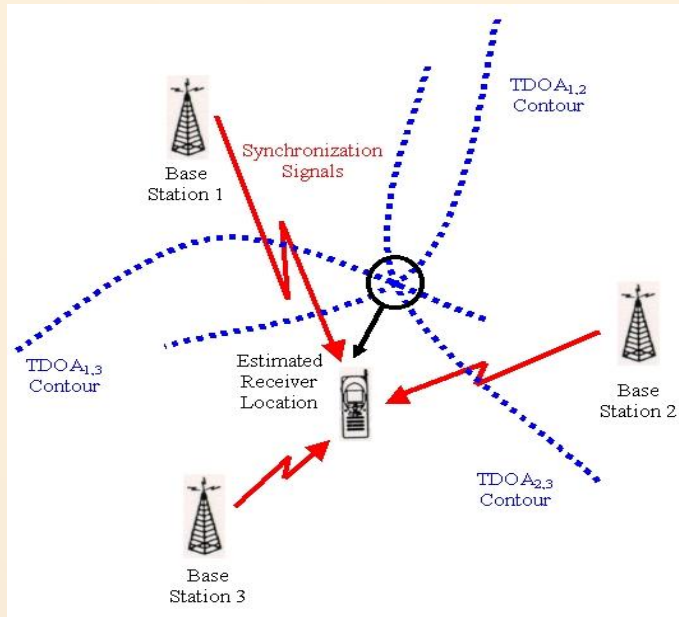 TDOA1,2
Contour
Synchronization
Signals
Base
Station 1
TDOA1,3
Contour
Estimated
Receiver
Location
Base
Station 2
TDOA2,3
Contour
Base
Station 3